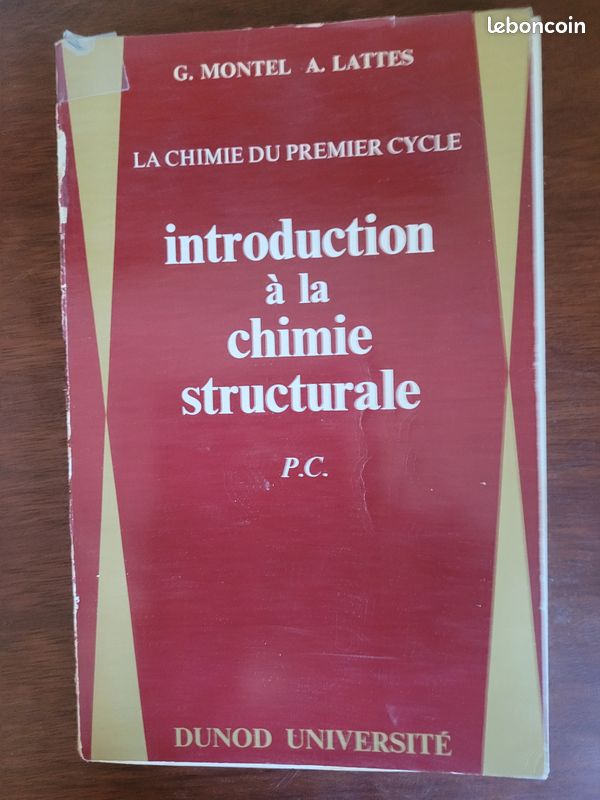 leboncoin
G. MONTEL A. LATTES
LA CHIMIE DU PREMIER CYCLE
introduction
à la
chimie
structurale
P.C.
DUNOD UNIVERSITÉ